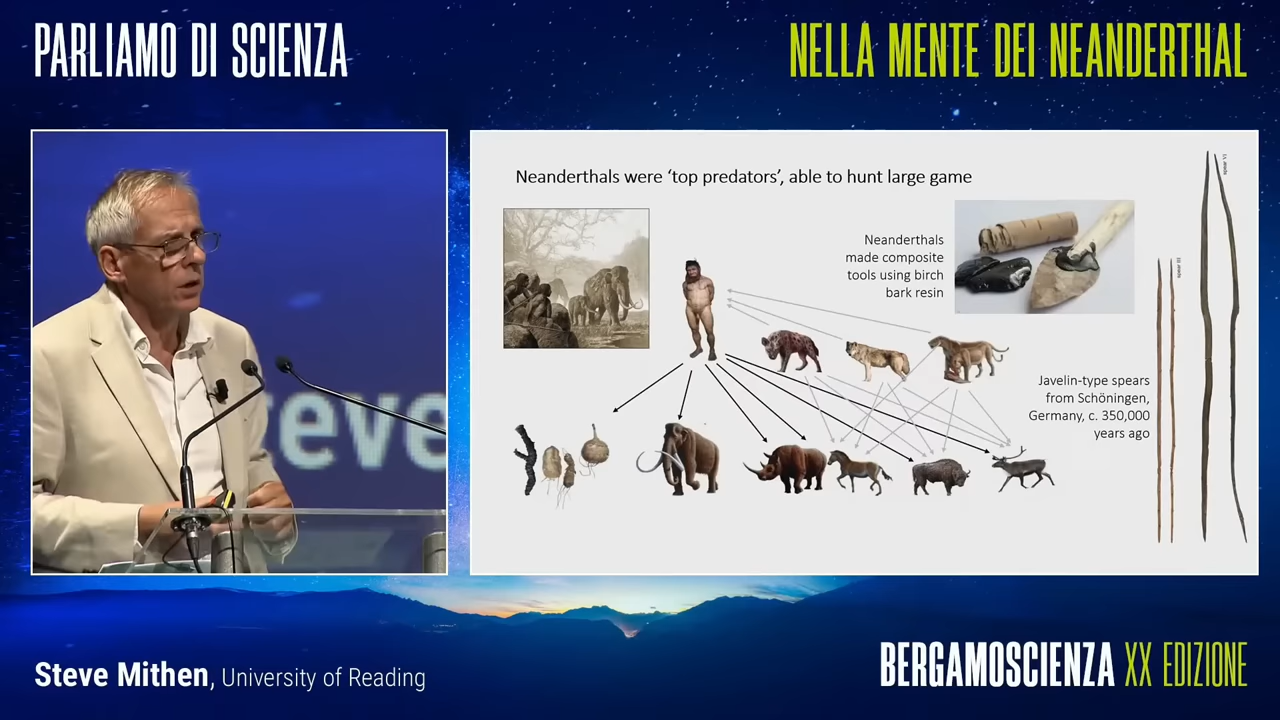 PARLIAMO DI SCIENZA
NELLA MENTE DEI NEANDERTHAL
eve
Neanderthals were ‘top predators’, able to hunt large game
Neanderthals
made composite
tools using birch
bark resin
Javelin-type spears
from Schöningen,
Germany, c. 350,000
years ago
Steve Mithen, University of Reading
BERGAMOSCIENZA XX EDIZIONE